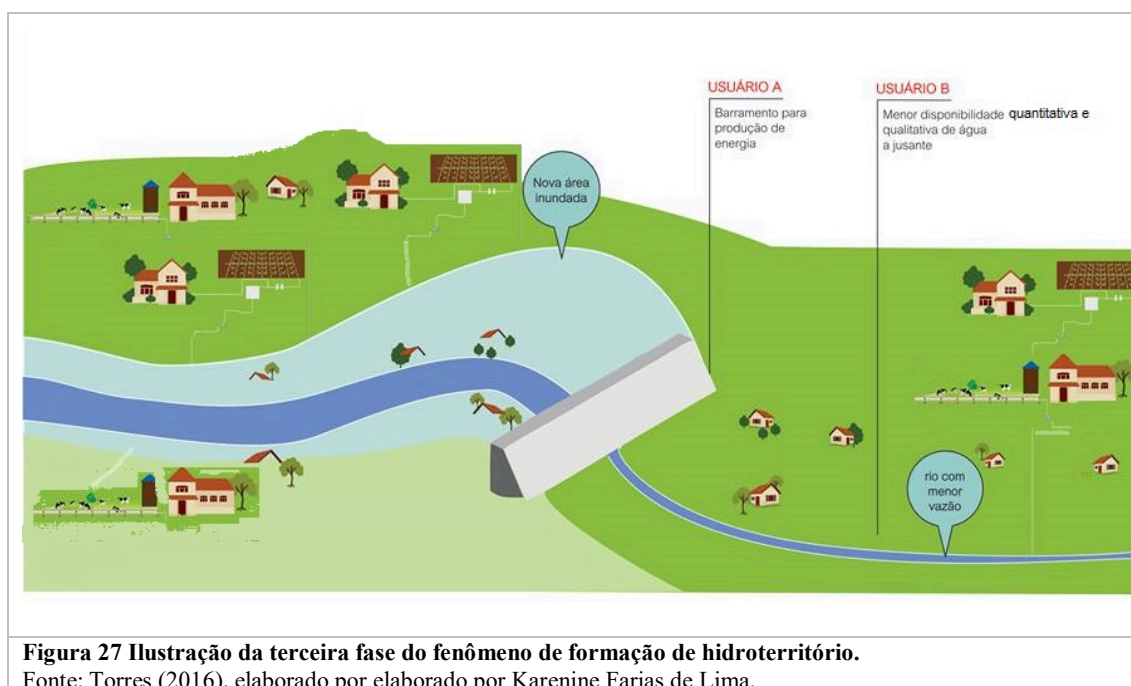 USUÁRIO A
Barramento para
produção de
energia
USUÁRIO B
Menor disponibilidade quantitativa e
qualitativa de água
a jusante
Nova área
inundada
rio com
menor
vazão
Figura 27 Ilustração da terceira fase do fenômeno de formação de hidroterritório.
Fonte: Torres (2016), elaborado por elaborado por Karenine Farias de Lima.